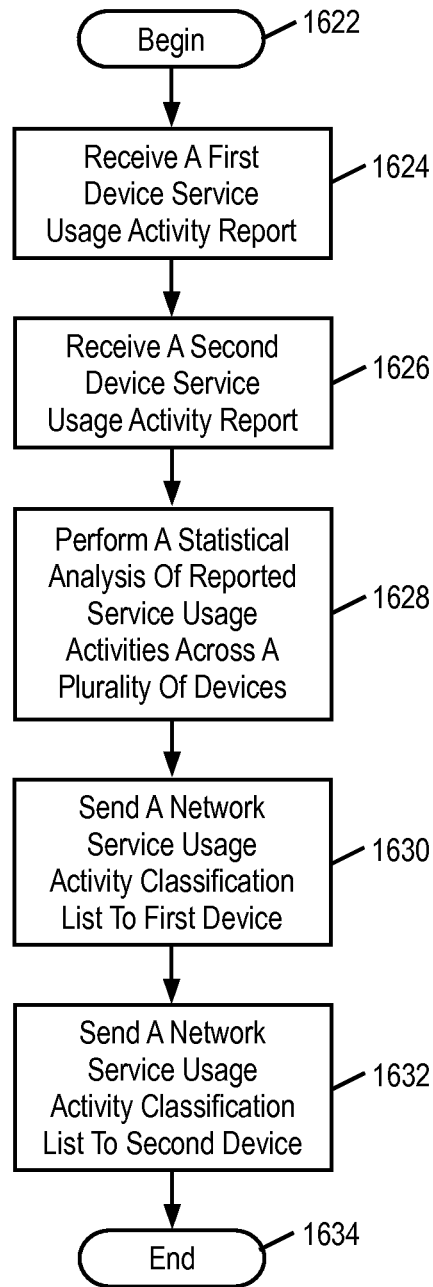 Begin
1622
Receive A First
Device Service
Usage Activity Report
1624
Receive A Second
Device Service
Usage Activity Report
1626
Perform A Statistical
Analysis Of Reported
Service Usage
Activities Across A
Plurality Of Devices
1628
Send A Network
Service Usage
Activity Classification
List To First Device
1630
Send A Network
Service Usage
Activity Classification
List To Second Device
1632
End
1634